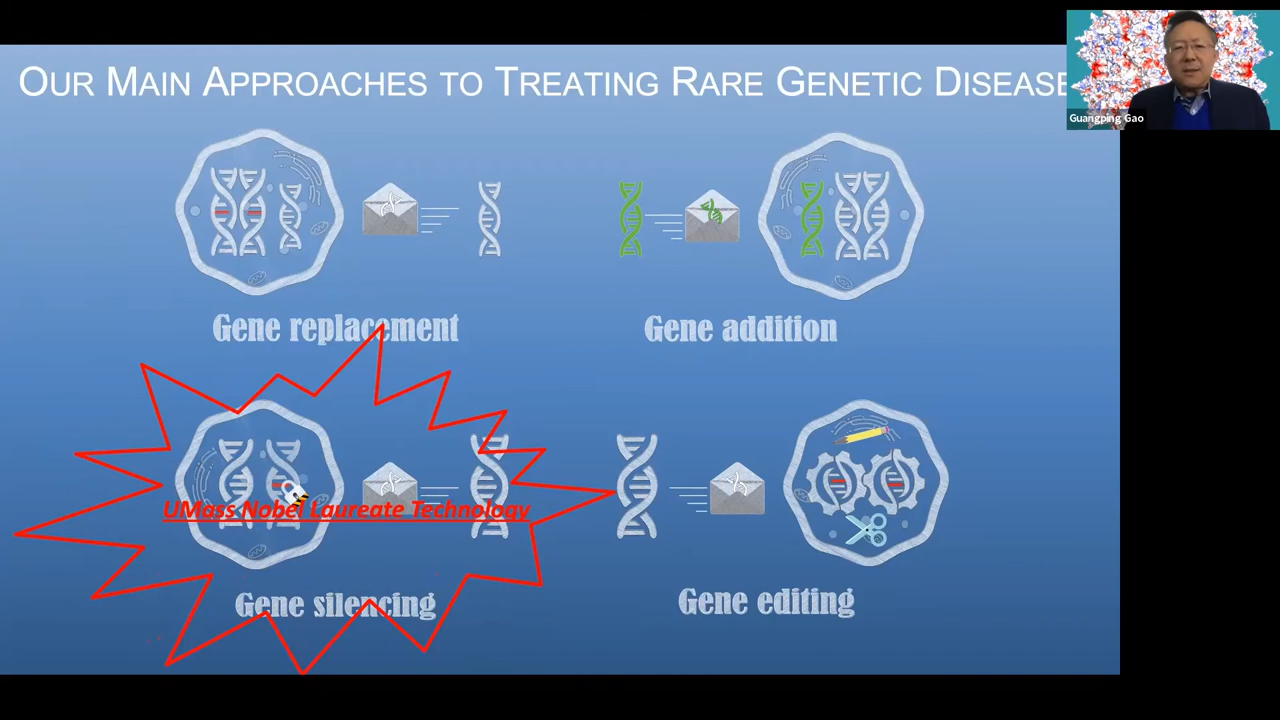 OUR MAIN APPROACHES TO TREATING RARE GENETIC DISEASE
Guangping Gao
Gene replacement
Gene addition
UMass Nobel Laureate Technology
Gene silencing
Gene editing